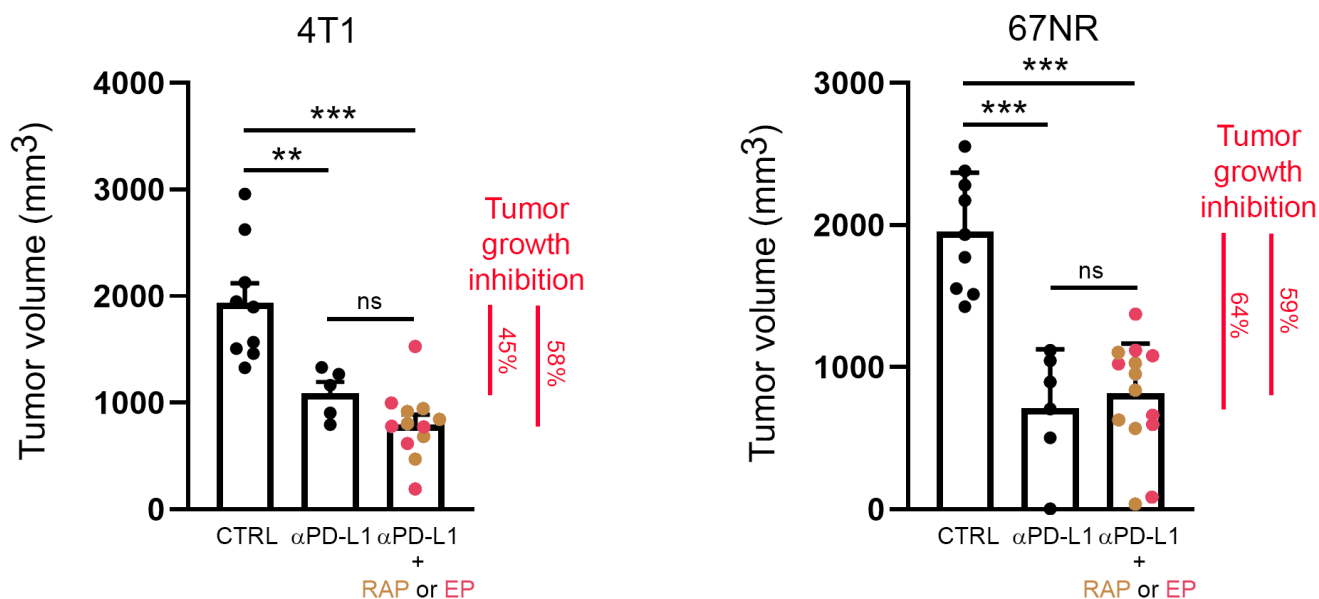 4T1
Tumor volume (mm3)
4000
3000
2000
1000
0
***
**
ns
Tumor
growth
inhibition
45%
58%
CTRL αPD-L1 αPD-L1
+
RAP or EP
67NR
Tumor volume (mm3)
3000
2000
1000
0
***
***
ns
Tumor
growth
inhibition
64%
59%
CTRL αPD-L1 αPD-L1
+
RAP or EP